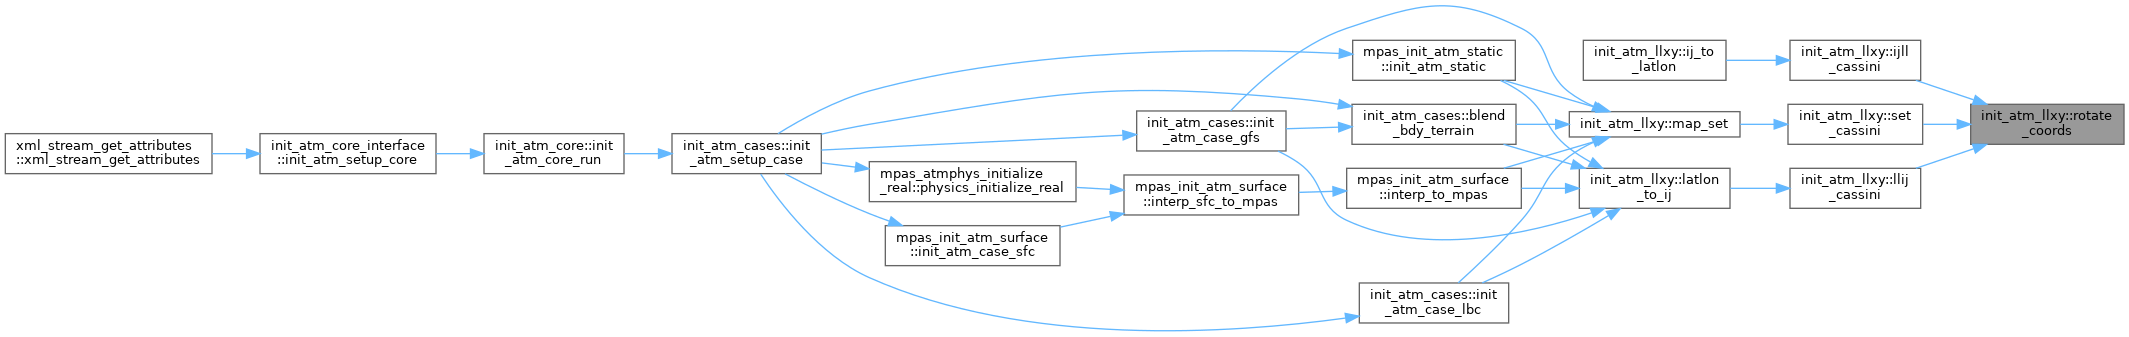 xml_stream_get_attributes
::xml_stream_get_attributes
init_atm_core_interface
::init_atm_setup_core
init_atm_core::init
_atm_core_run
init_atm_cases::init
_atm_setup_case
mpas_atmphys_initialize
_real::physics_initialize_real
mpas_init_atm_surface
::init_atm_case_sfc
init_atm_cases::init
_atm_case_gfs
mpas_init_atm_surface
::interp_sfc_to_mpas
mpas_init_atm_static
::init_atm_static
init_atm_cases::blend
_bdy_terrain
mpas_init_atm_surface
::interp_to_mpas
init_atm_cases::init
_atm_case_lbc
init_atm_llxy::ij_to
_latlon
init_atm_llxy::map_set
init_atm_llxy::latlon
_to_ij
init_atm_llxy::ijll
_cassini
init_atm_llxy::set
_cassini
init_atm_llxy::llij
_cassini
init_atm_llxy::rotate
_coords